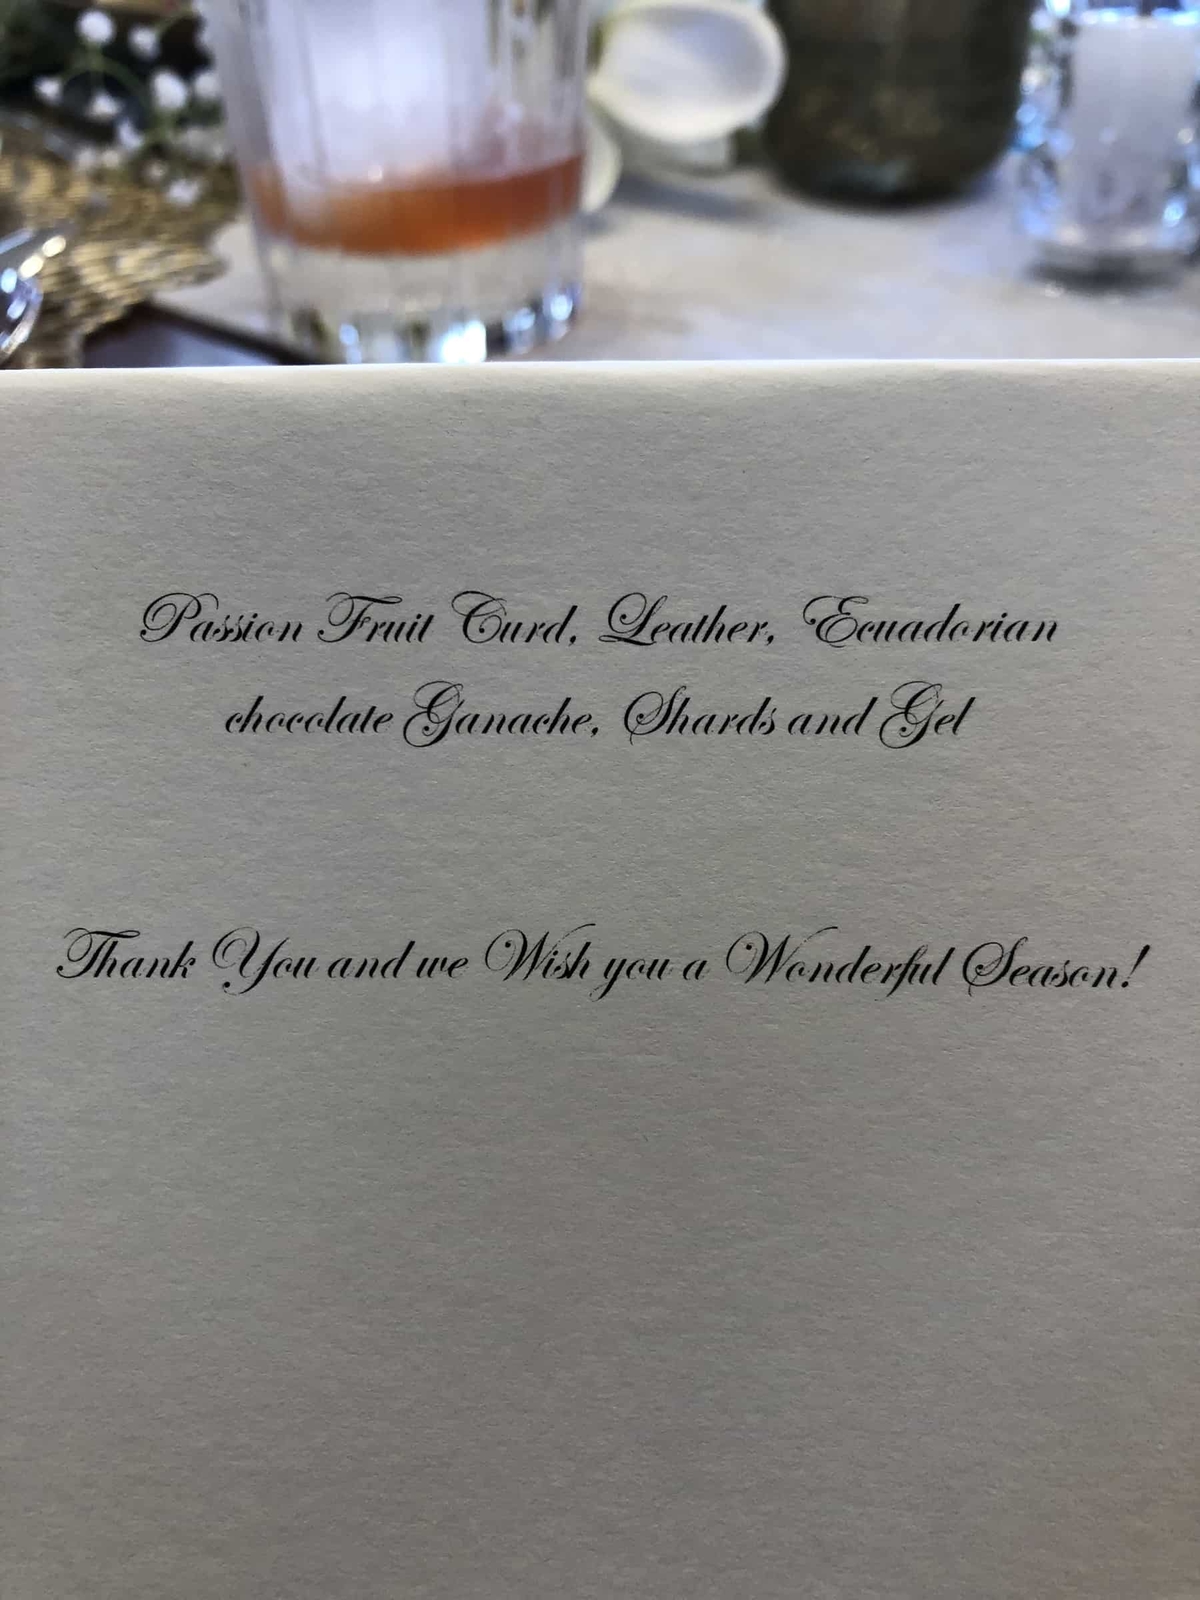 Passion Fruit Curd, Leather, Ecuadorian
chocolate Ganache, Shards and Gel
Thank You and we Wish you a Wonderful Season!